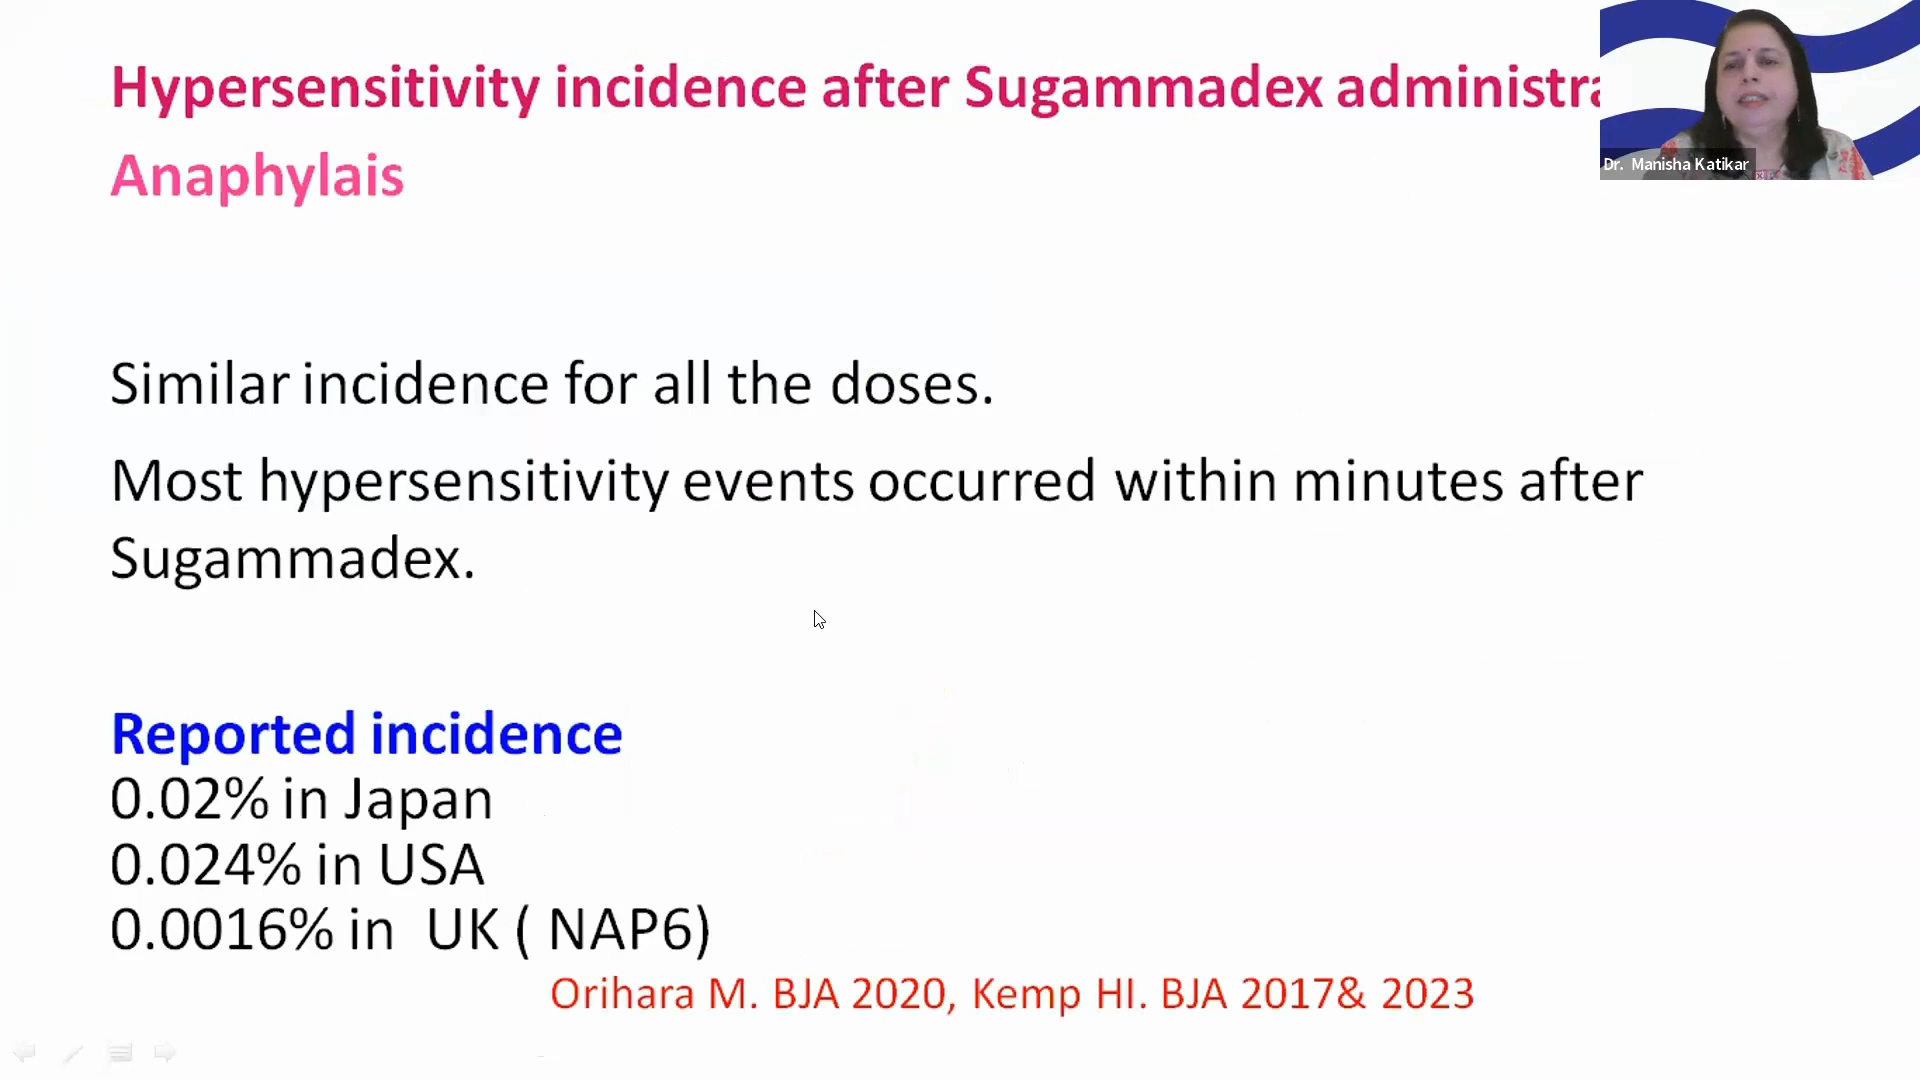 Hypersensitivity incidence after Sugammadex administra
Anaphylais
Dr. Manisha Katikar
Similar incidence for all the doses.
Most hypersensitivity events occurred within minutes after
Sugammadex.
Reported incidence
0.02% in Japan
0.024% in USA
0.0016% in UK ( NAP6)
Orihara M. BJA 2020, Kemp HI. BJA 2017& 2023